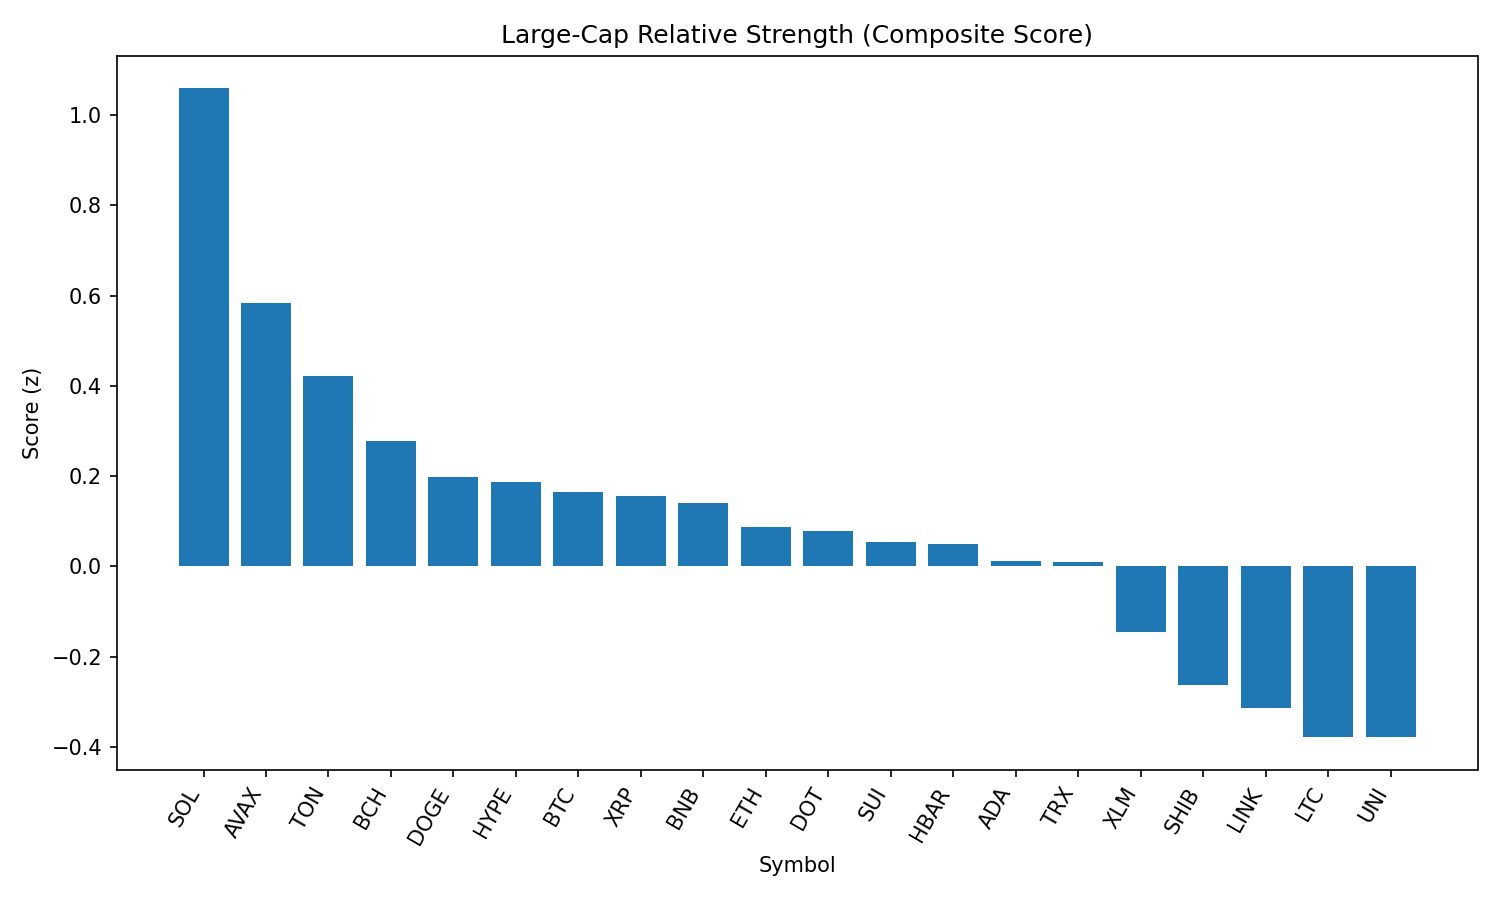 Large-Cap Relative Strength (Composite Score)
1.0
0.8
0.6
0.4
0.2
0.0
−0.2
−0.4
Score (z)
SOL
AVAX
TON
BCH
DOGE
HYPE
BTC
XRP
BNB
ETH
DOT
SUI
HBAR
ADA
TRX
XLM
SHIB
LINK
LTC
UNI
Symbol